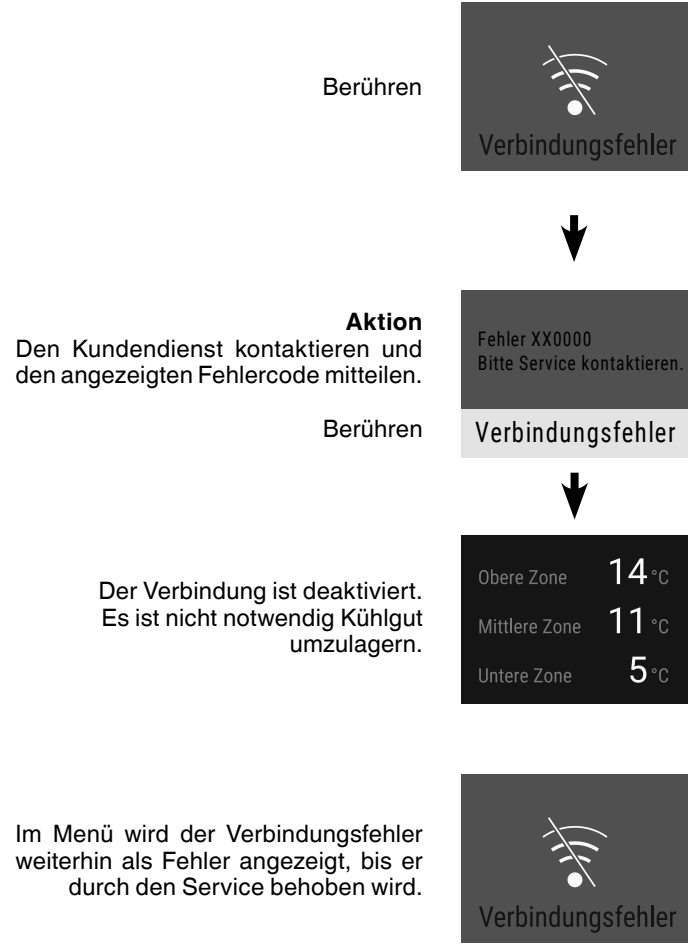 Berühren
Verbindungsfehler
Aktion
Den Kundendienst kontaktieren und
den angezeigten Fehlercode mitteilen.
Fehler XX0000
Bitte Service kontaktieren.
Berühren
Verbindungsfehler
Der Verbindung ist deaktiviert.
Es ist nicht notwendig Kühlgut
umzulagern.
Obere Zone 14 °C
Mittlere Zone 11 °C
Untere Zone 5 °C
Im Menü wird der Verbindungsfehler
weiterhin als Fehler angezeigt, bis er
durch den Service behoben wird.
Verbindungsfehler